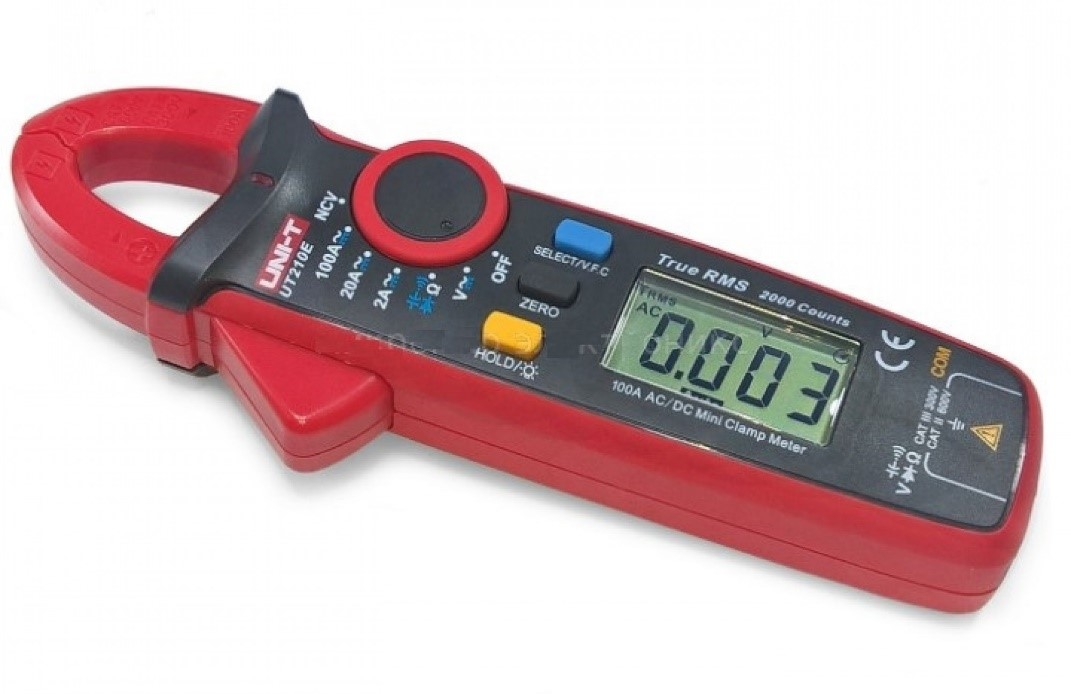 UNI-T
UT210E
NCV
100A
20A
2A
Ω
V
OFF
SELECT/V.F.C
ZERO
HOLD/
True RMS 2000 Counts
TRMS
AC
V
0.003
100A AC/DC Mini Clamp Meter
CE
COM
CAT III 300V
CAT II 600V
V Ω